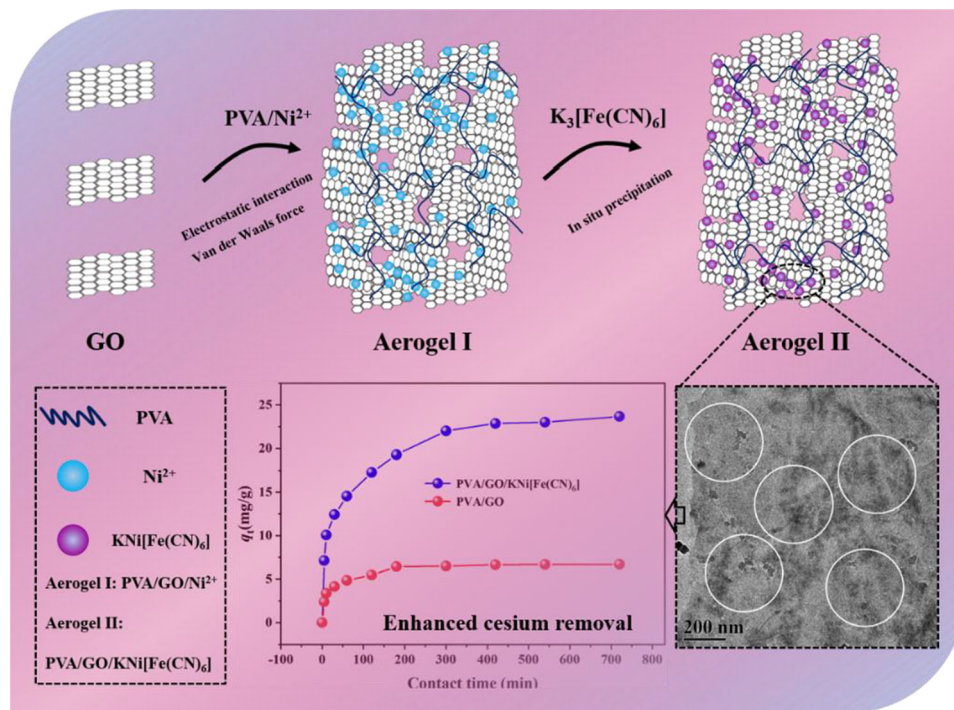 PVA/Ni²⁺
Electrostatic interaction
Van der Waals force
K₃[Fe(CN)₆]
In situ precipitation
GO
Aerogel I
Aerogel II
PVA
Ni²⁺
KNi[Fe(CN)₆]
Aerogel I: PVA/GO/Ni²⁺
Aerogel II:
PVA/GO/KNi[Fe(CN)₆]
25
20
15
10
5
0
qₜ(mg/g)
PVA/GO/KNi[Fe(CN)₆]
PVA/GO
Enhanced cesium removal
-100 0 100 200 300 400 500 600 700 800
Contact time (min)
200 nm